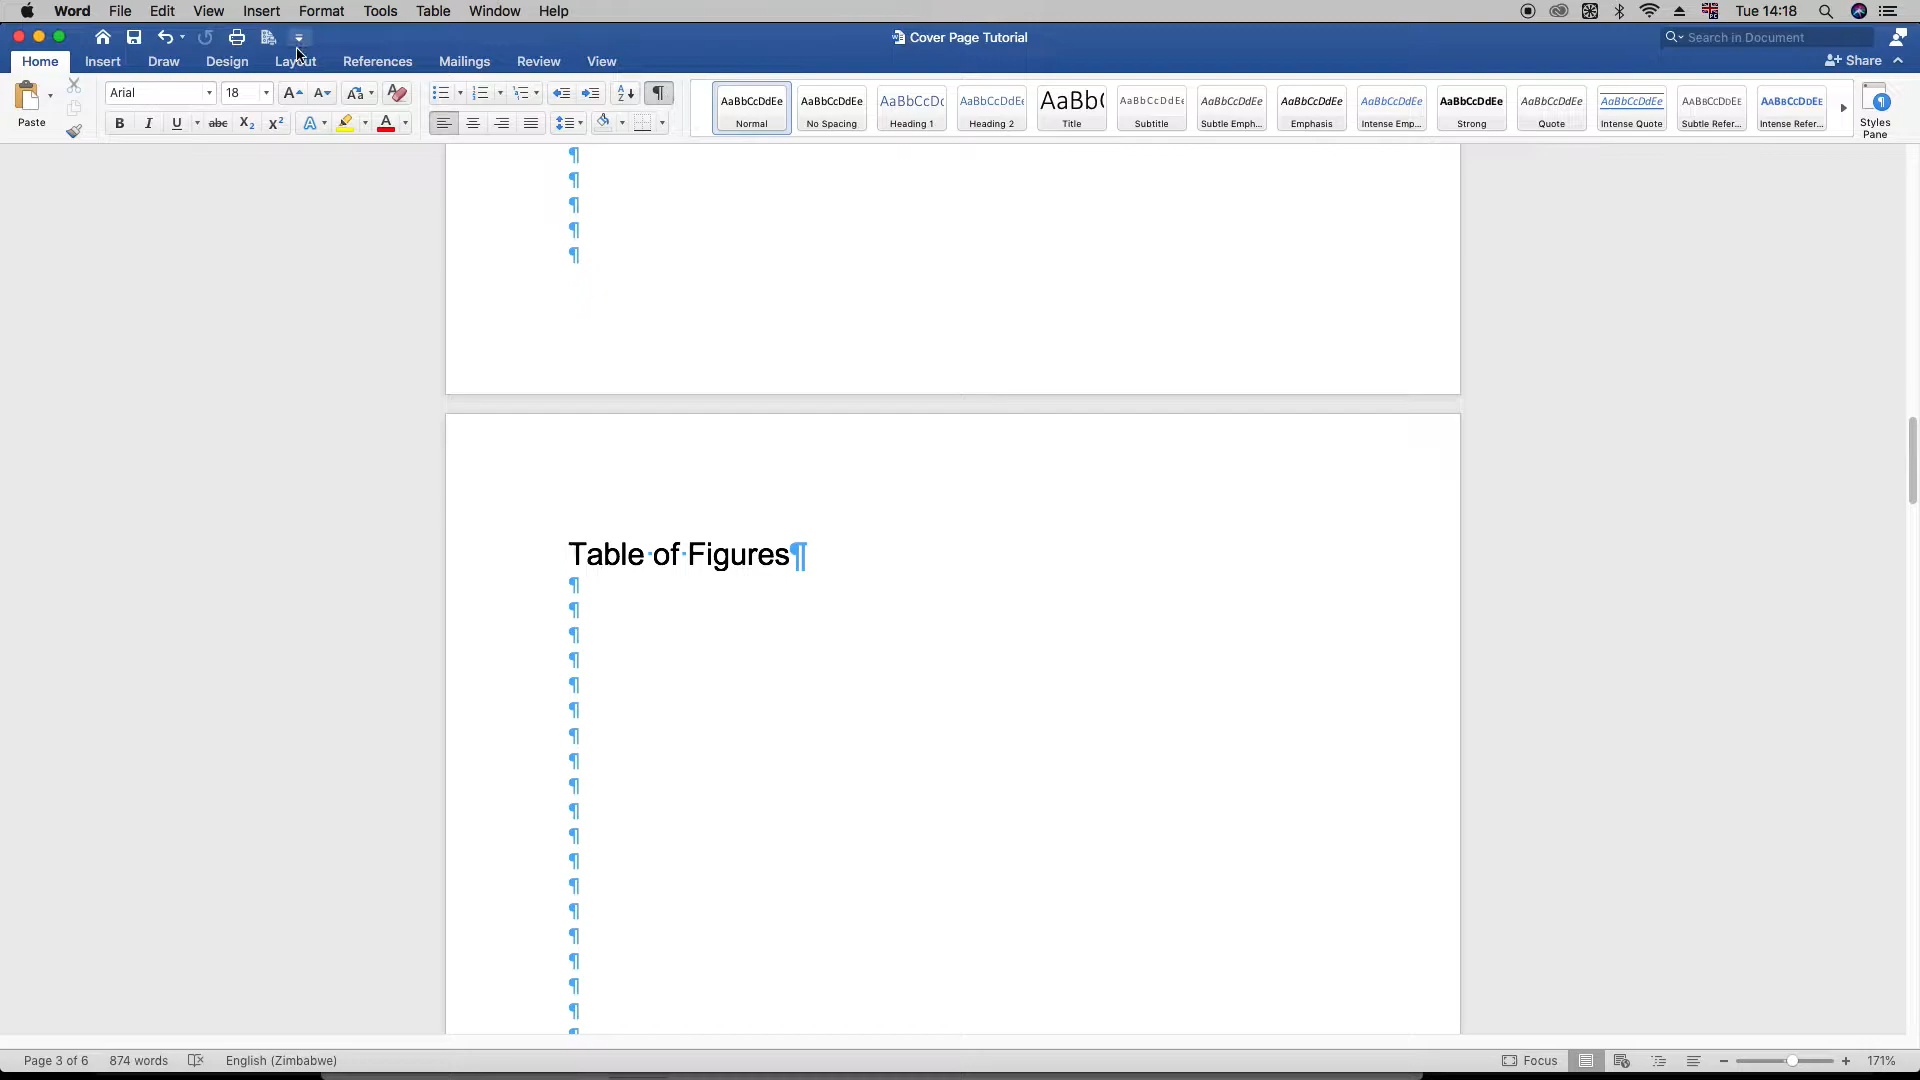 Word File Edit View Insert Format Tools Table Window Help Tue 14:18
Cover Page Tutorial Search in Document
Home Insert Draw Design Layout References Mailings Review View Share
Paste Arial 18
B I U abc X2 X2 A A
AaBbCcDdEe AaBbCcDdEe AaBbCcDc AaBbCcDdEe AaBb( AaBbCcDdEe AaBbCcDdEe AaBbCcDdEe AaBbCcDdEe AaBbCcDdEe AaBbCcDdEe AaBbCcDdEe AaBbCcDdEe AaBbCcDdEe
Normal No Spacing Heading 1 Heading 2 Title Subtitle Subtle Emph... Emphasis Intense Emp... Strong Quote Intense Quote Subtle Refer... Intense Refer... Styles Pane
Table of Figures¶
Page 3 of 6 874 words English (Zimbabwe) Focus 171%